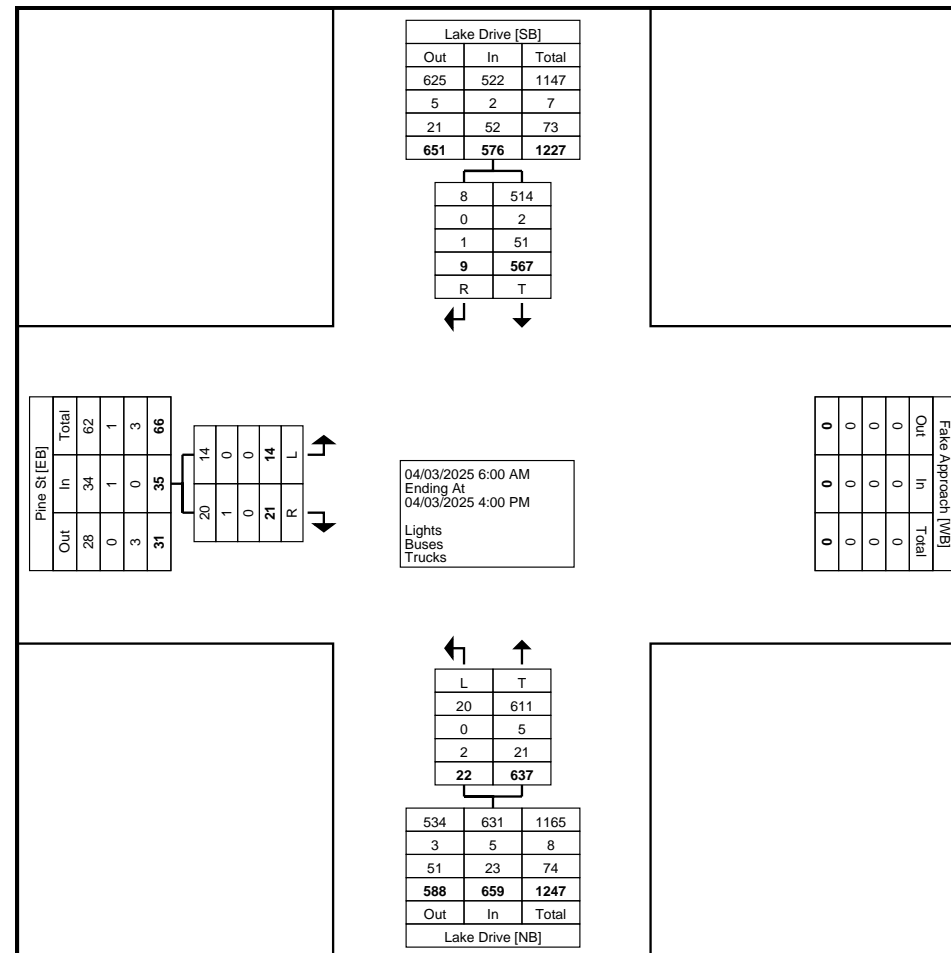 Lake Drive [SB]
Out In Total
625 522 1147
5 2 7
21 52 73
651 576 1227
8 514
0 2
1 51
9 567
R T
Pine St [EB]
Out In Total
28 34 62
0 1 1
3 0 3
31 35 66
14 20
0 1
0 0
14 21
L R
04/03/2025 6:00 AM
Ending At
04/03/2025 4:00 PM
Lights
Buses
Trucks
Fake Approach [WB]
Out In Total
0 0 0
0 0 0
0 0 0
0 0 0
L T
20 611
0 5
2 21
22 637
534 631 1165
3 5 8
51 23 74
588 659 1247
Out In Total
Lake Drive [NB]